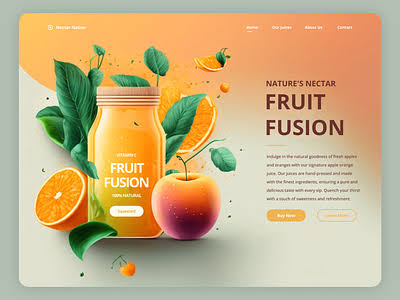 Nectar Nation
Home
Our Juices
About Us
Contact
NATURE'S NECTAR
FRUIT
FUSION
Indulge in the natural goodness of fresh apples
and oranges with our signature apple orange
juice. Our juices are hand-pressed and made
with the finest ingredients, ensuring a pure and
delicious taste with every sip. Quench your thirst
with a touch of sweetness and refreshment.
Buy Now
VITAMIN C
FRUIT
FUSION
100% NATURAL